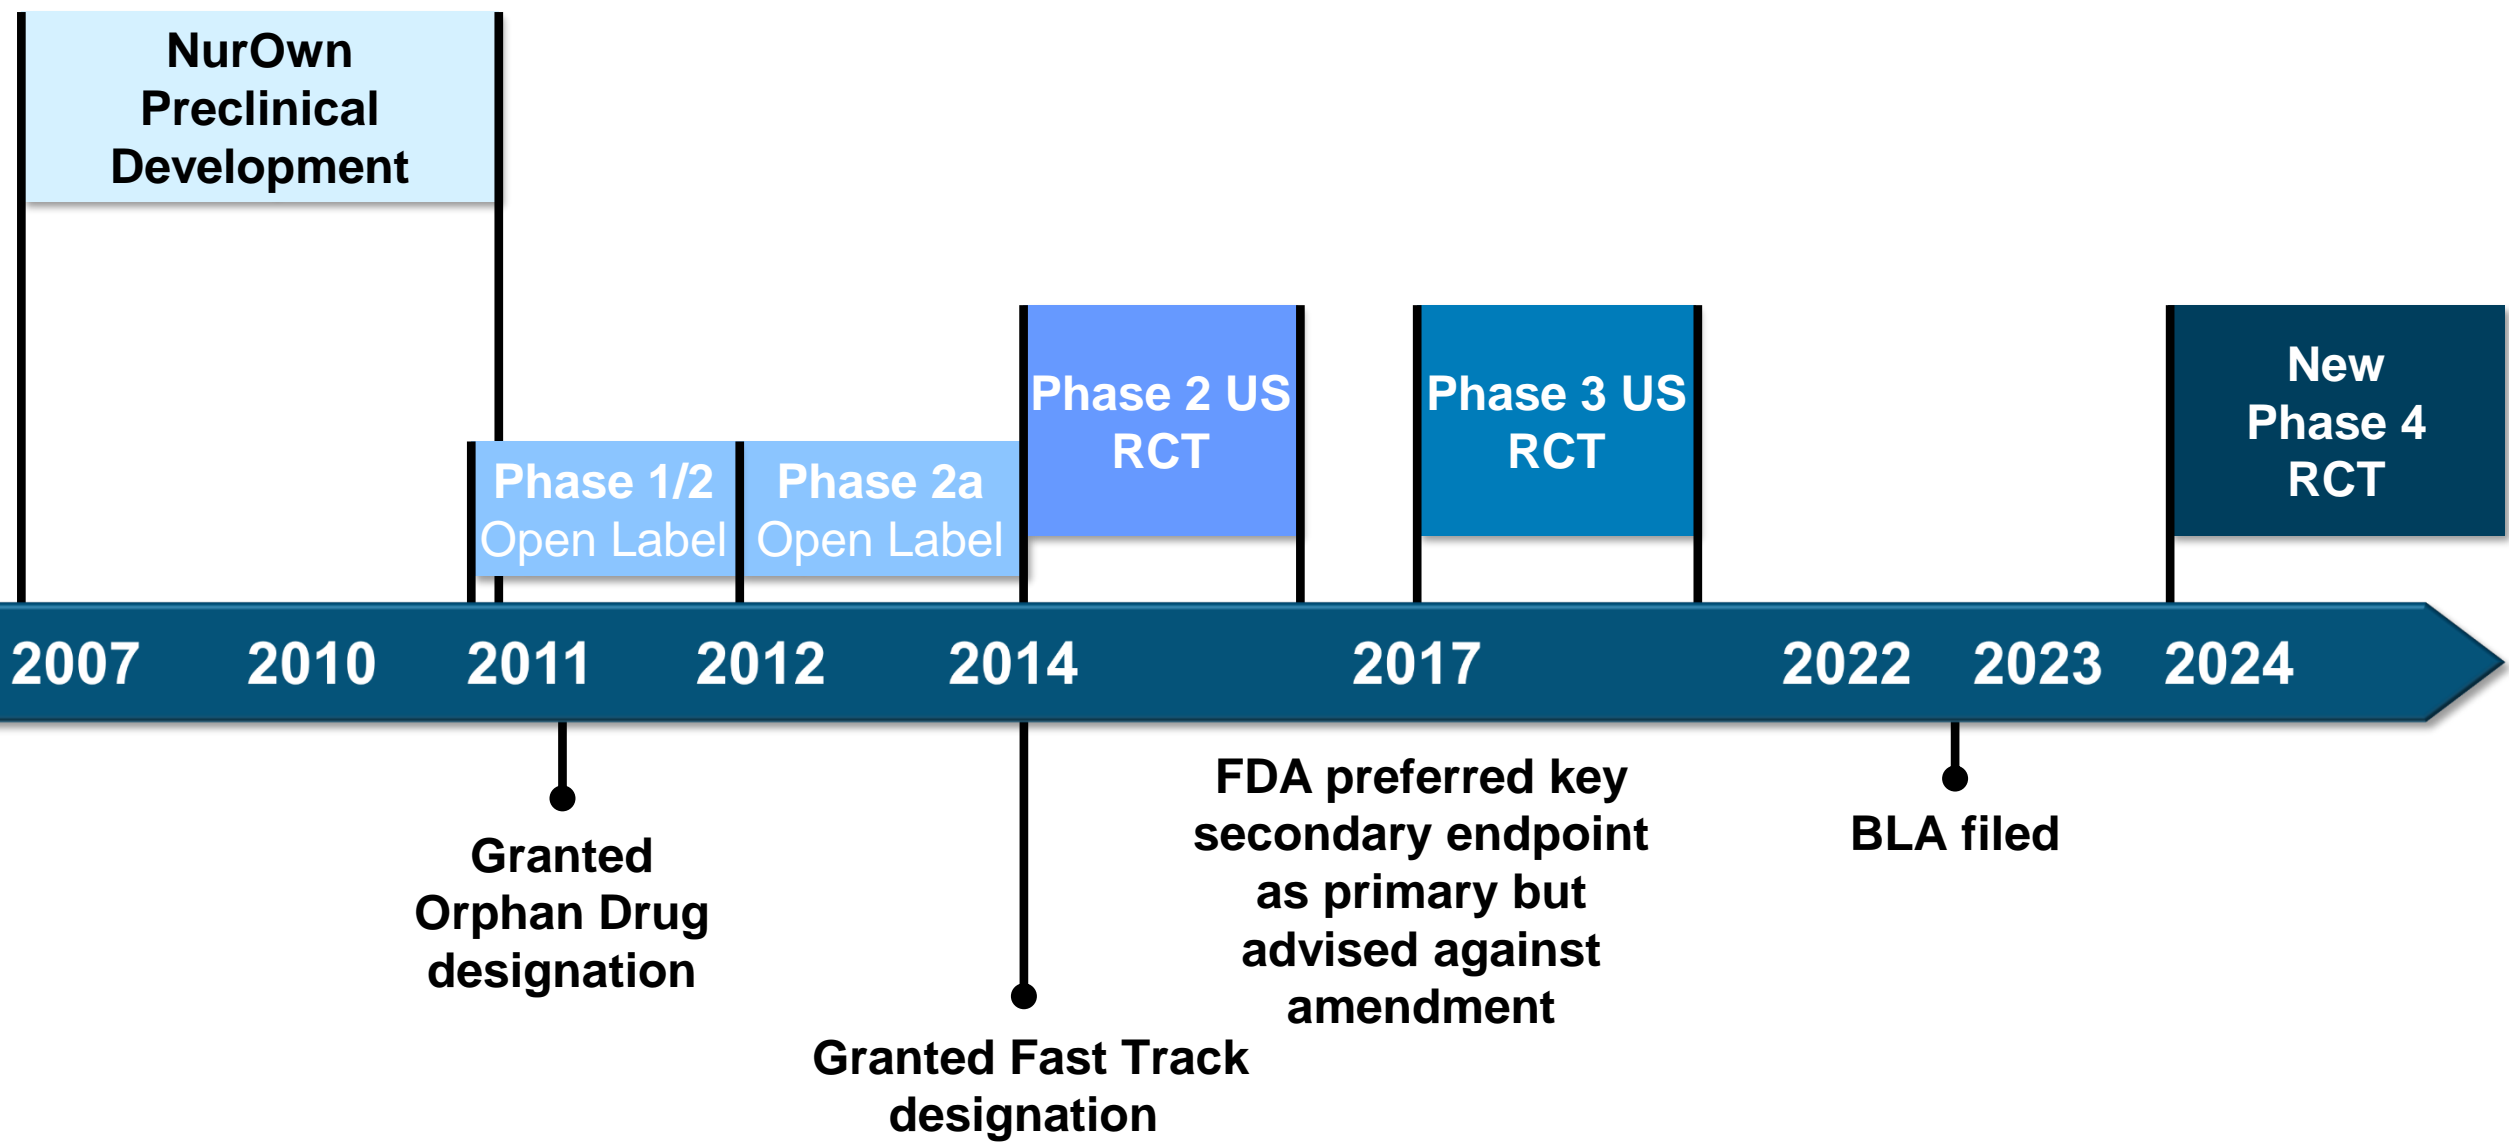 NurOwn
Preclinical
Development
Phase 1/2
Open Label
Phase 2a
Open Label
Phase 2 US
RCT
Phase 3 US
RCT
New
Phase 4
RCT
2007 2010 2011 2012 2014 2017 2022 2023 2024
Granted
Orphan Drug
designation
Granted Fast Track
designation
FDA preferred key
secondary endpoint
as primary but
advised against
amendment
BLA filed